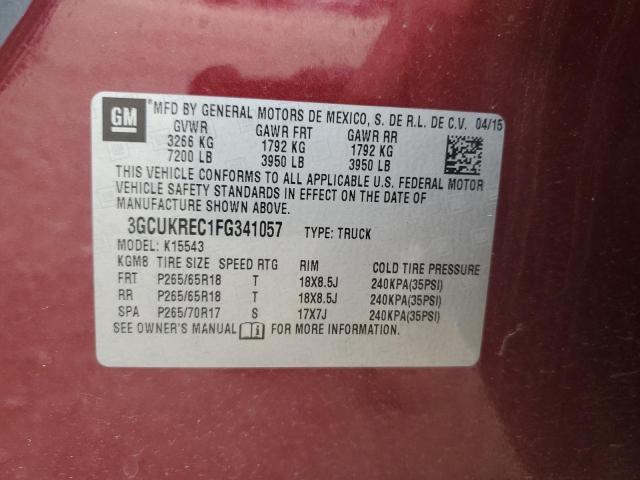 GM *MFD BY GENERAL MOTORS DE MEXICO, S. DE R.L. DE C.V. 04/15
GVWR GAWR FRT GAWR RR
3266 KG 1792 KG 1792 KG
7200 LB 3950 LB 3950 LB
THIS VEHICLE CONFORMS TO ALL APPLICABLE U.S. FEDERAL MOTOR
VEHICLE SAFETY STANDARDS IN EFFECT ON THE DATE OF
MANUFACTURE SHOWN ABOVE.
3GCUKREC1FG341057 TYPE: TRUCK
MODEL: K15543
KGM8 TIRE SIZE SPEED RTG RIM COLD TIRE PRESSURE
FRT P265/65R18 T 18X8.5J 240KPA(35PSI)
RR P265/65R18 T 18X8.5J 240KPA(35PSI)
SPA P265/70R17 S 17X7J 240KPA(35PSI)
SEE OWNER'S MANUAL FOR MORE INFORMATION.